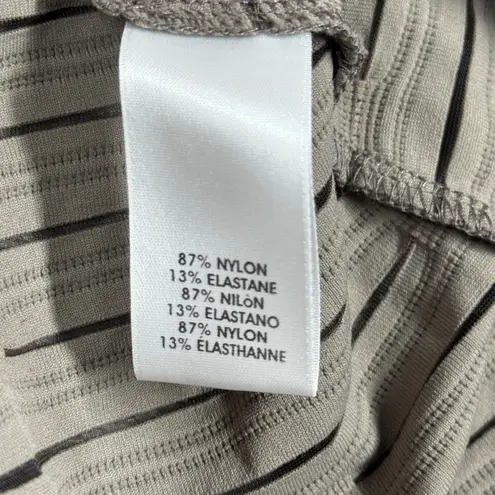 87% NYLON
13% ELASTANE
87% NILòN
13% ELASTANO
87% NYLON
13% ÉLASTHANNE